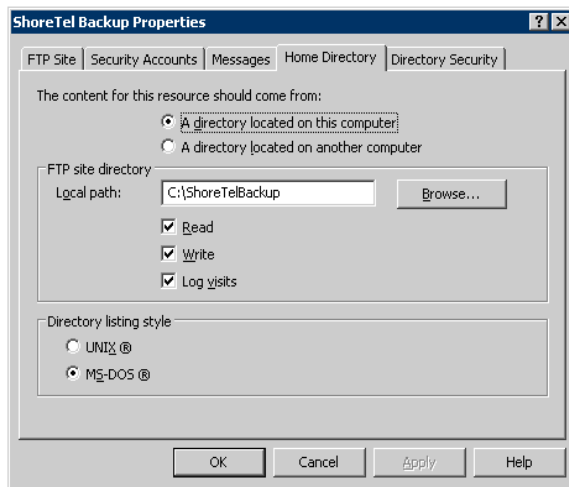 ShoreTel Backup Properties
FTP Site Security Accounts Messages Home Directory Directory Security
The content for this resource should come from:
A directory located on this computer
A directory located on another computer
FTP site directory
Local path: C:\ShoreTelBackup Browse...
Read
Write
Log visits
Directory listing style
UNIX ®
MS-DOS ®
OK Cancel Apply Help